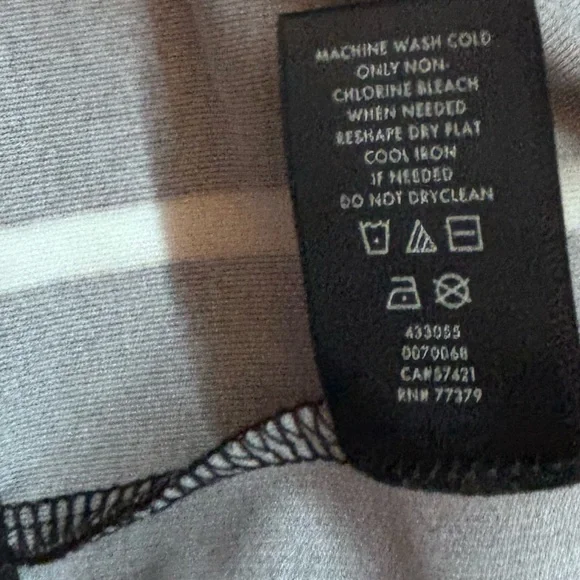 MACHINE WASH COLD
ONLY NON-
CHLORINE BLEACH
WHEN NEEDED
RESHAPE DRY FLAT
COOL IRON
IF NEEDED
DO NOT DRYCLEAN
433055
0070068
CA#57421
RN# 77379